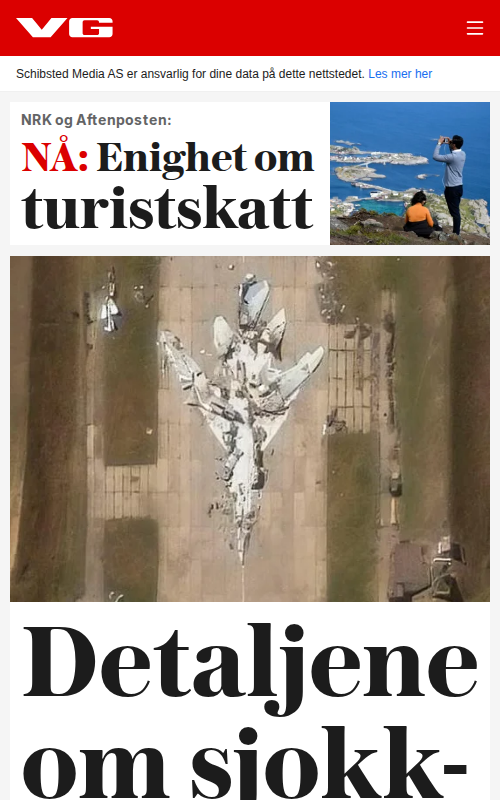 VG
Schibsted Media AS er ansvarlig for dine data på dette nettstedet. Les mer her
NRK og Aftenposten:
NÅ: Enighet om
turistskatt
Detaljene
om sjokk-